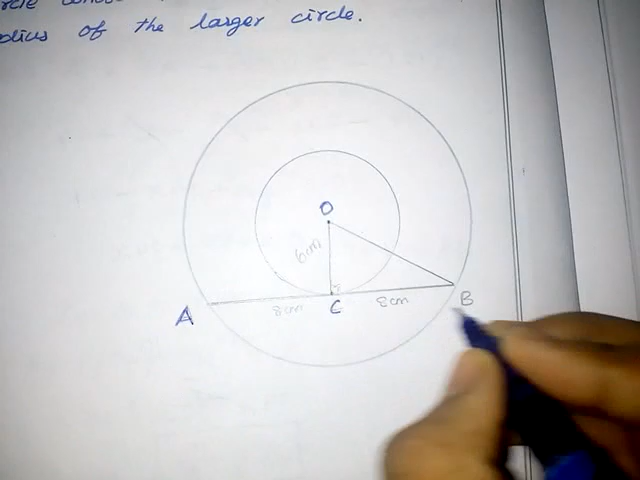 of the larger circle.
O
6cm
A
8cm
C
8cm
B